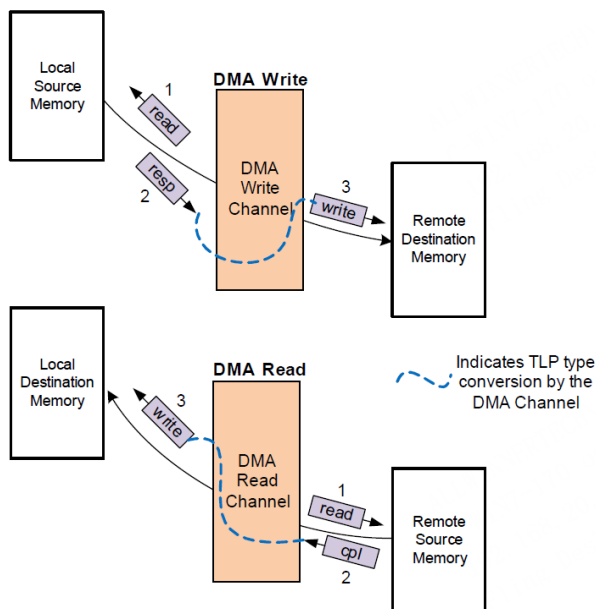 Local
Source
Memory
1
read
resp
2
DMA Write
DMA
Write
Channel
3
write
Remote
Destination
Memory
Local
Destination
Memory
3
write
DMA Read
DMA
Read
Channel
1
read
cpl
2
Remote
Source
Memory
Indicates TLP type
conversion by the
DMA Channel